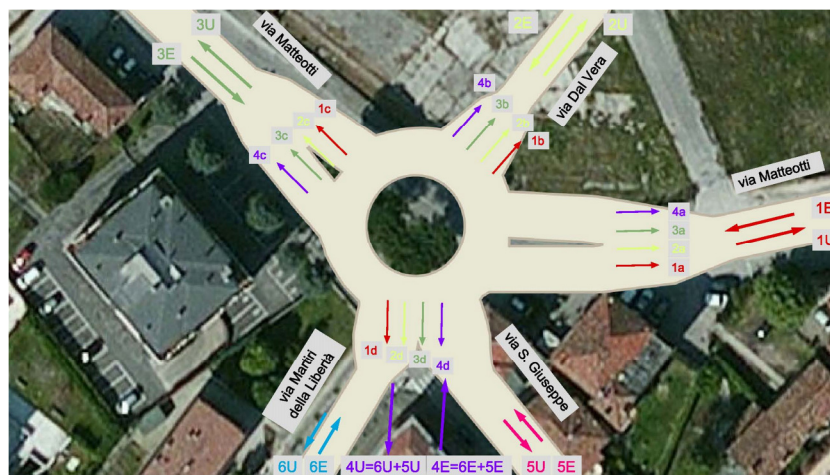 3U
3E
via Matteotti
2E
2U
via Dal Vera
4b
3b
2b
1b
1c
2c
3c
4c
via Matteotti
4a
3a
2a
1a
1E
1U
1d
2d
3d
4d
via Martiri
della Libertà
via S. Giuseppe
6U
6E
4U=6U+5U
4E=6E+5E
5U
5E